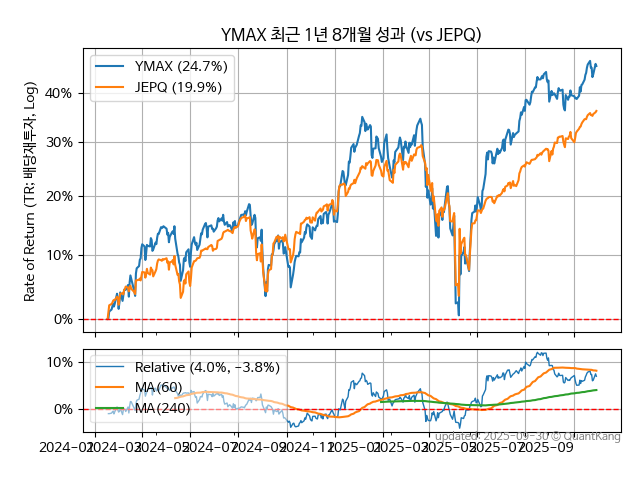 YMAX 최근 1년 8개월 성과 (vs JEPQ)
Rate of Return (TR: 배당재투자, Log)
YMAX (24.7%)
JEPQ (19.9%)
40%
30%
20%
10%
0%
Relative (4.0%, −3.8%)
MA(60)
MA(240)
10%
0%
updated: 2025-09-30 © QuantKang
2024-01
2024-03
2024-05
2024-07
2024-09
2024-11
2025-01
2025-03
2025-05
2025-07
2025-09